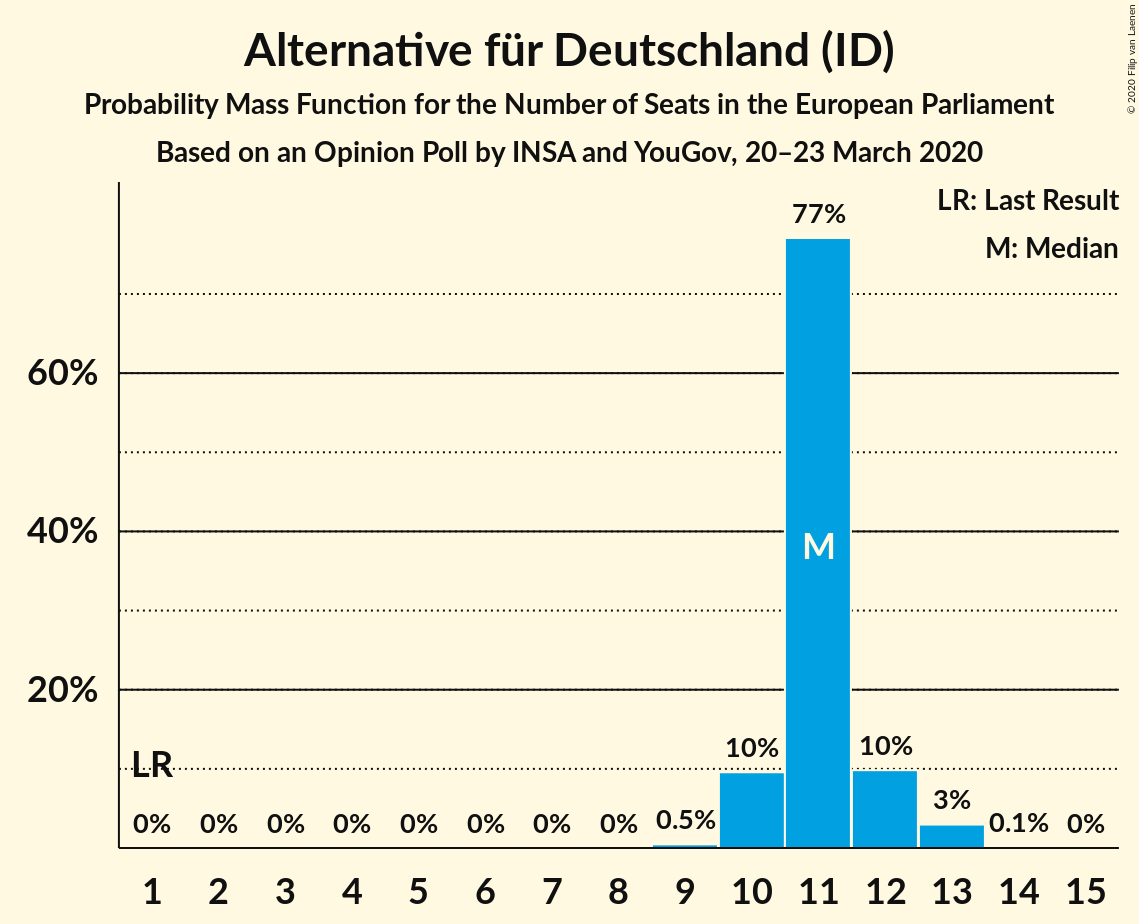 Alternative für Deutschland (ID)
Probability Mass Function for the Number of Seats in the European Parliament
Based on an Opinion Poll by INSA and YouGov, 20–23 March 2020
© 2020 Filip van Laenen
LR: Last Result
M: Median
77%
60%
40%
M
20%
LR
10% 10%
0% 0% 0% 0% 0% 0% 0% 0% 0.5% 3% 0.1% 0%
1 2 3 4 5 6 7 8 9 10 11 12 13 14 15